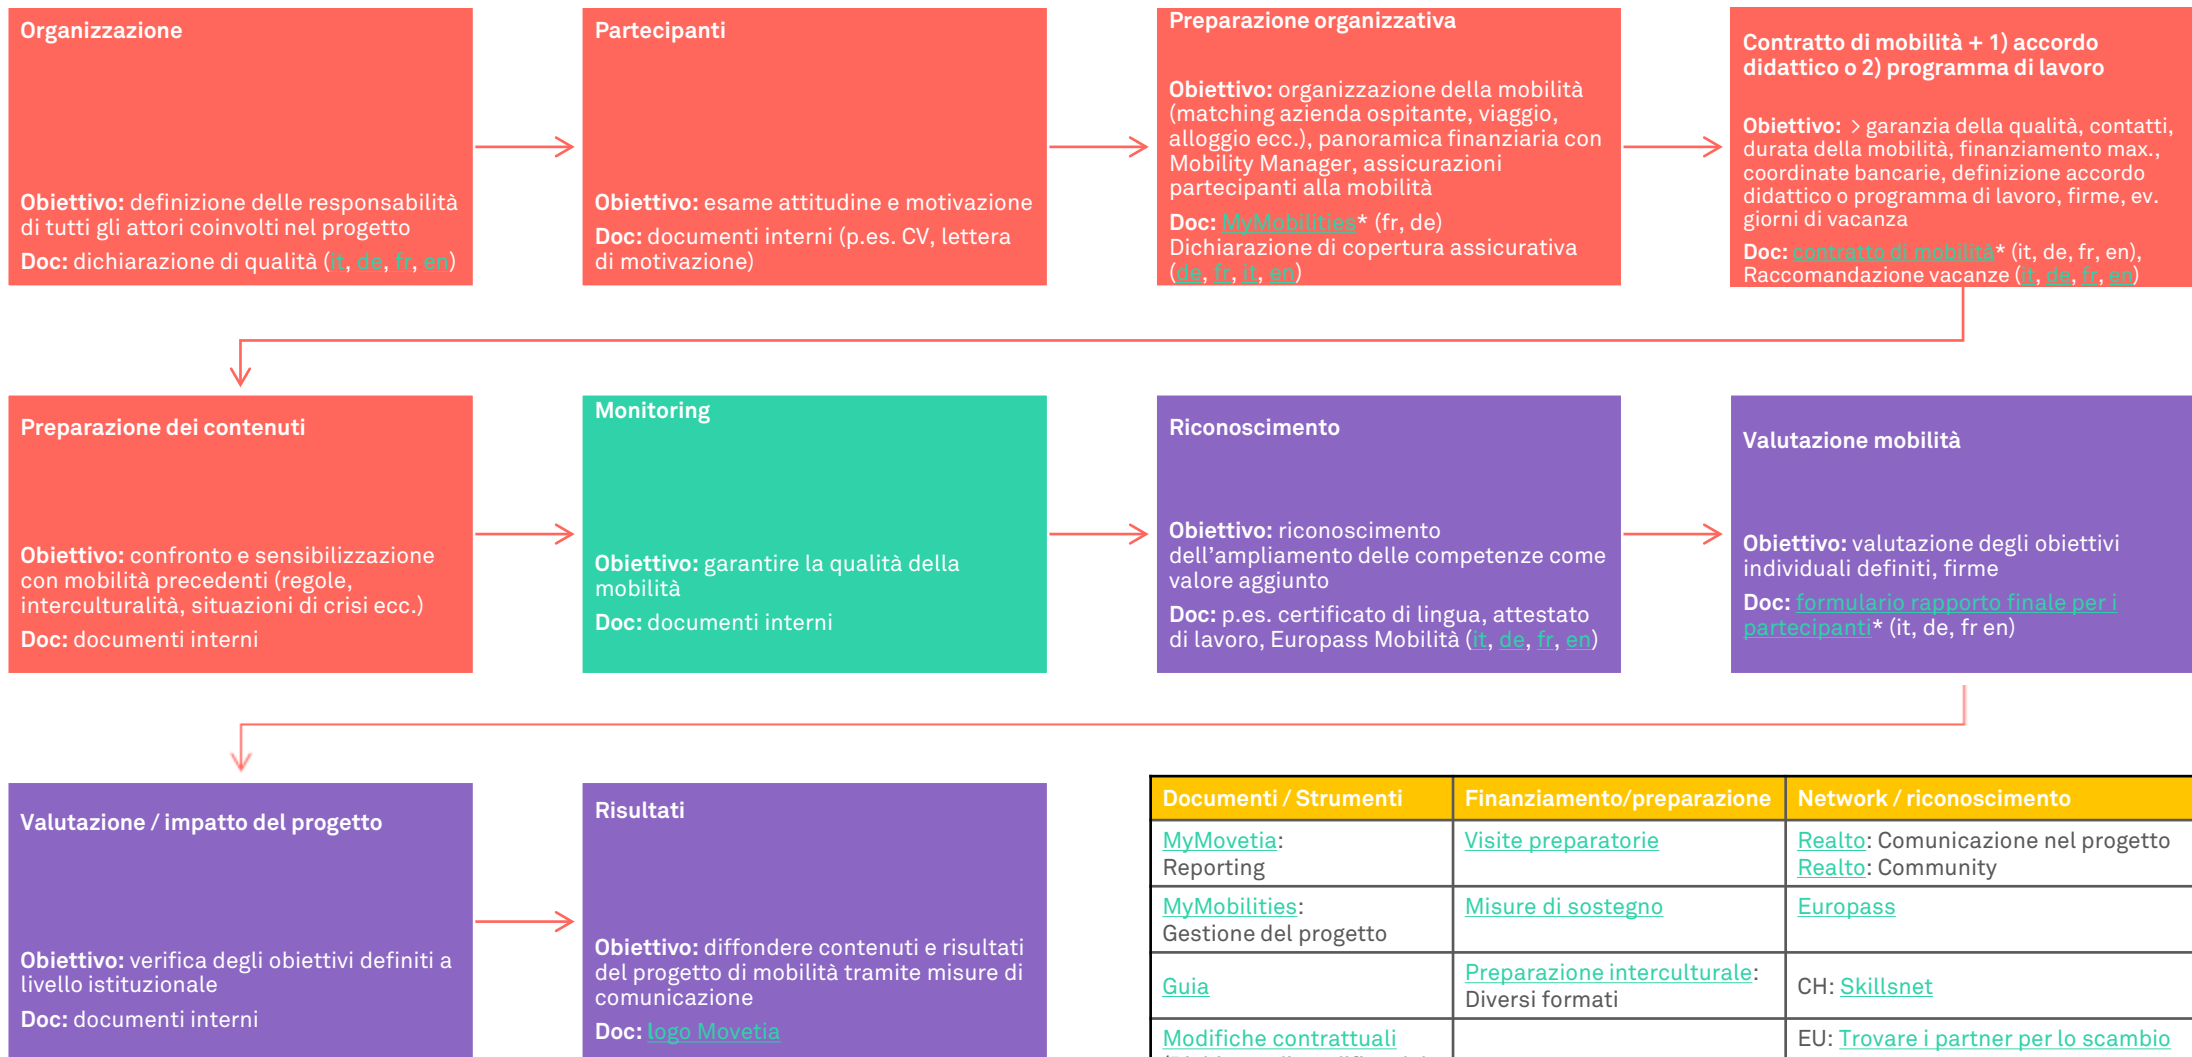 Organizzazione
Obiettivo: definizione delle responsabilità
di tutti gli attori coinvolti nel progetto
Doc: dichiarazione di qualità (it, de, fr, en)
Partecipanti
Obiettivo: esame attitudine e motivazione
Doc: documenti interni (p.es. CV, lettera
di motivazione)
Preparazione organizzativa
Obiettivo: organizzazione della mobilità
(matching azienda ospitante, viaggio,
alloggio ecc.), panoramica finanziaria con
Mobility Manager, assicurazioni
partecipanti alla mobilità
Doc: MyMobilities* (fr, de)
Dichiarazione di copertura assicurativa
(de, fr, it, en)
Contratto di mobilità + 1) accordo
didattico o 2) programma di lavoro
Obiettivo: > garanzia della qualità, contatti,
durata della mobilità, finanziamento max.,
coordinate bancarie, definizione accordo
didattico o programma di lavoro, firme, ev.
giorni di vacanza
Doc: contratto di mobilità* (it, de, fr, en),
Raccomandazione vacanze (it, de, fr, en)
Preparazione dei contenuti
Obiettivo: confronto e sensibilizzazione
con mobilità precedenti (regole,
interculturalità, situazioni di crisi ecc.)
Doc: documenti interni
Monitoring
Obiettivo: garantire la qualità della
mobilità
Doc: documenti interni
Riconoscimento
Obiettivo: riconoscimento
dell'ampliamento delle competenze come
valore aggiunto
Doc: p.es. certificato di lingua, attestato
di lavoro, Europass Mobilità (it, de, fr, en)
Valutazione mobilità
Obiettivo: valutazione degli obiettivi
individuali definiti, firme
Doc: formulario rapporto finale per i
partecipanti* (it, de, fr en)
Valutazione / impatto del progetto
Obiettivo: verifica degli obiettivi definiti a
livello istituzionale
Doc: documenti interni
Risultati
Obiettivo: diffondere contenuti e risultati
del progetto di mobilità tramite misure di
comunicazione
Doc: logo Movetia
Documenti / Strumenti Finanziamento/preparazione Network / riconoscimento
MyMovetia:
Reporting
Visite preparatorie
Realto: Comunicazione nel progetto
Realto: Community
MyMobilities:
Gestione del progetto
Misure di sostegno
Europass
Guia
Preparazione interculturale:
Diversi formati
CH: Skillsnet
Modifiche contrattuali
EU: Trovare i partner per lo scambio